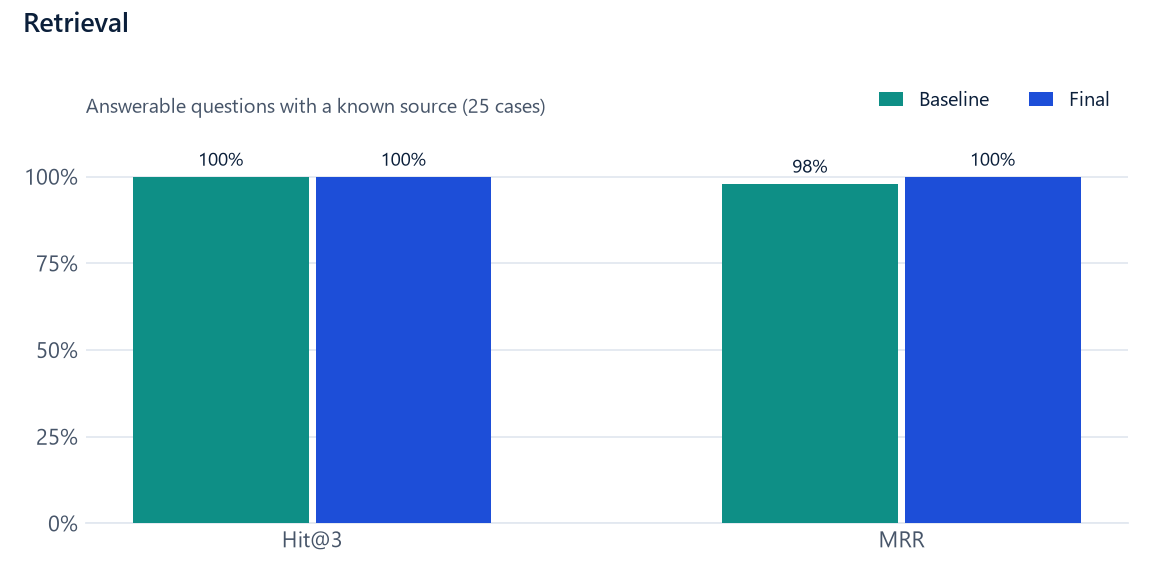 Retrieval
Answerable questions with a known source (25 cases)
Baseline Final
100% 100% 98% 100%
100%
75%
50%
25%
0%
Hit@3 MRR